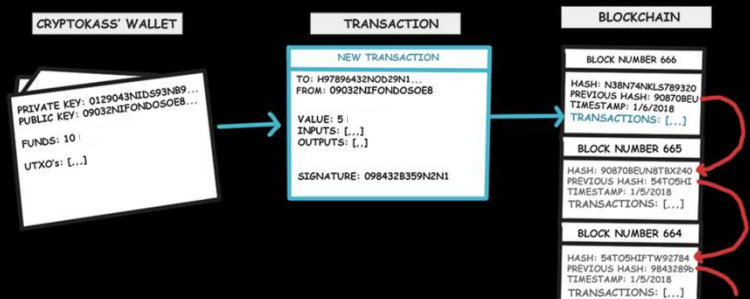 CRYPTOKASS' WALLET
PRIVATE KEY: 0129043NIDS93NB9...
PUBLIC KEY: 09032NIFONDOSOE8...
FUNDS: 10
UTXO's: [,..]
TRANSACTION
NEW TRANSACTION
TO: H97896432NOD29N1...
FROM: 09032NIFONDOSOE8
VALUE: 5
INPUTS: [,..]
OUTPUTS: [,..]
SIGNATURE: 098432B359N2N1
BLOCKCHAIN
BLOCK NUMBER 666
HASH: N38N74NKLS789320
PREVIOUS HASH: 90870BEU
TIMESTAMP: 1/6/2018
TRANSACTIONS: [,..]
BLOCK NUMBER 665
HASH: 90870BEUN8TBX240
PREVIOUS HASH: 54TO5HI
TIMESTAMP: 1/5/2018
TRANSACTIONS: [,..]
BLOCK NUMBER 664
HASH: 54TO5HIFTW92784
PREVIOUS HASH: 9843289b
TIMESTAMP: 1/5/2018
TRANSACTIONS: [,..]